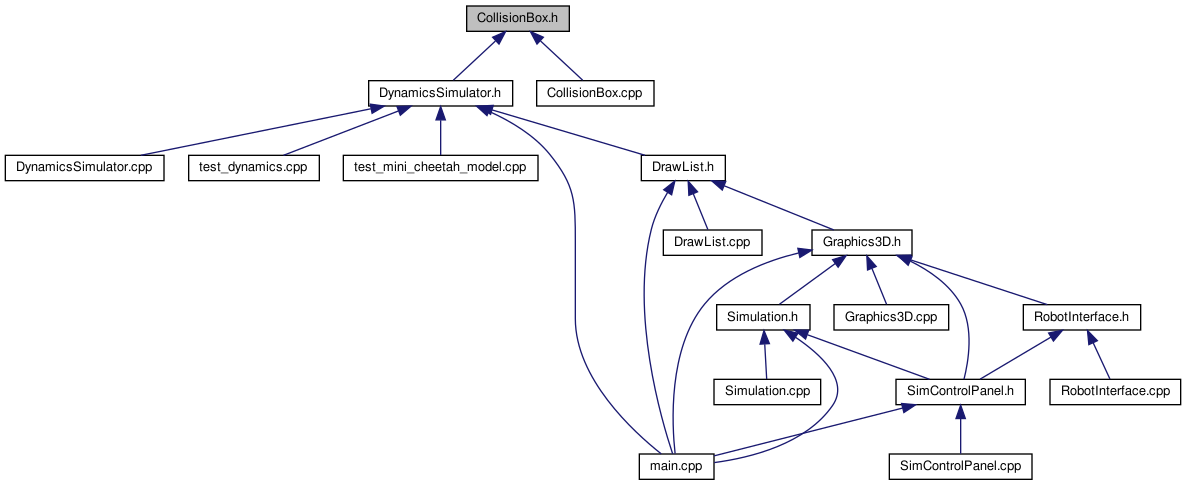 CollisionBox.h
DynamicsSimulator.h
CollisionBox.cpp
DynamicsSimulator.cpp
test_dynamics.cpp
test_mini_cheetah_model.cpp
DrawList.h
DrawList.cpp
Graphics3D.h
Simulation.h
Graphics3D.cpp
RobotInterface.h
Simulation.cpp
SimControlPanel.h
RobotInterface.cpp
main.cpp
SimControlPanel.cpp